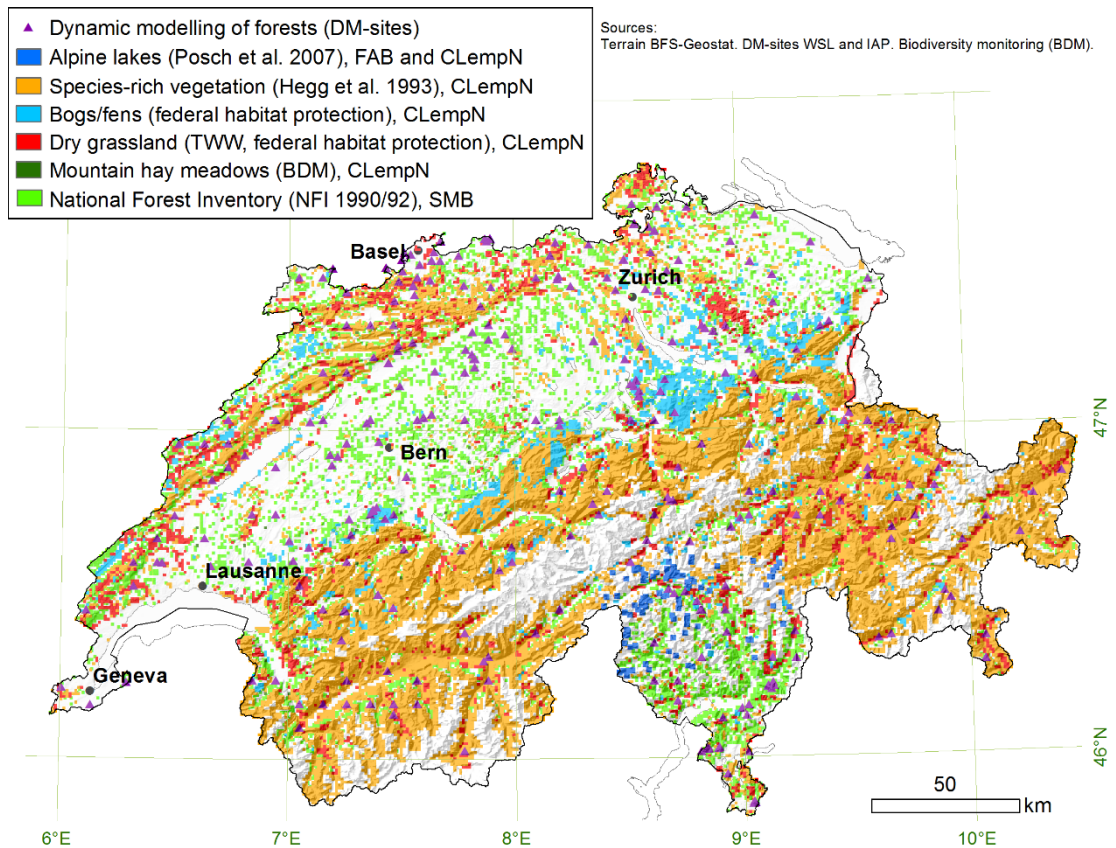 Dynamic modelling of forests (DM-sites)
Alpine lakes (Posch et al. 2007), FAB and CLempN
Species-rich vegetation (Hegg et al. 1993), CLempN
Bogs/fens (federal habitat protection), CLempN
Dry grassland (TWW, federal habitat protection), CLempN
Mountain hay meadows (BDM), CLempN
National Forest Inventory (NFI 1990/92), SMB
Sources:
Terrain BFS-Geostat. DM-sites WSL and IAP. Biodiversity monitoring (BDM).
Basel
Zurich
Bern
Lausanne
Geneva
47°N
46°N
50
km
6°E
7°E
8°E
9°E
10°E